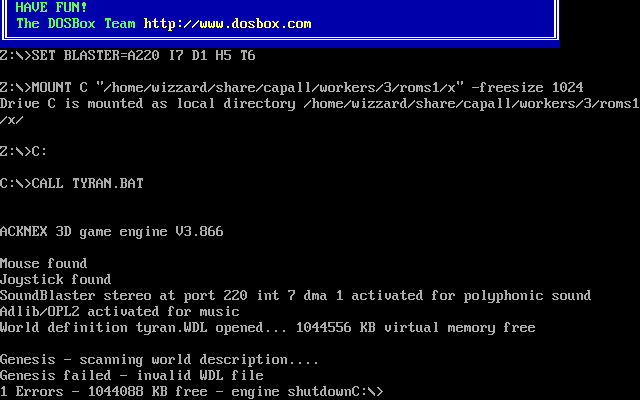 HAVE FUN!
The DOSBox Team http://www.dosbox.com
Z:\>SET BLASTER=A220 I7 D1 H5 T6
Z:\>MOUNT C "/home/wizzard/share/capall/workers/3/roms1/x" -freesize 1024
Drive C is mounted as local directory /home/wizzard/share/capall/workers/3/roms1
/x/
Z:\>C:
C:\>CALL TYRAN.BAT
ACKNEX 3D game engine V3.866
Mouse found
Joystick found
SoundBlaster stereo at port 220 int 7 dma 1 activated for polyphonic sound
Adlib/OPL2 activated for music
World definition tyran.WDL opened... 1044556 KB virtual memory free
Genesis - scanning world description....
Genesis failed - invalid WDL file
1 Errors - 1044088 KB free - engine shutdownC:\>